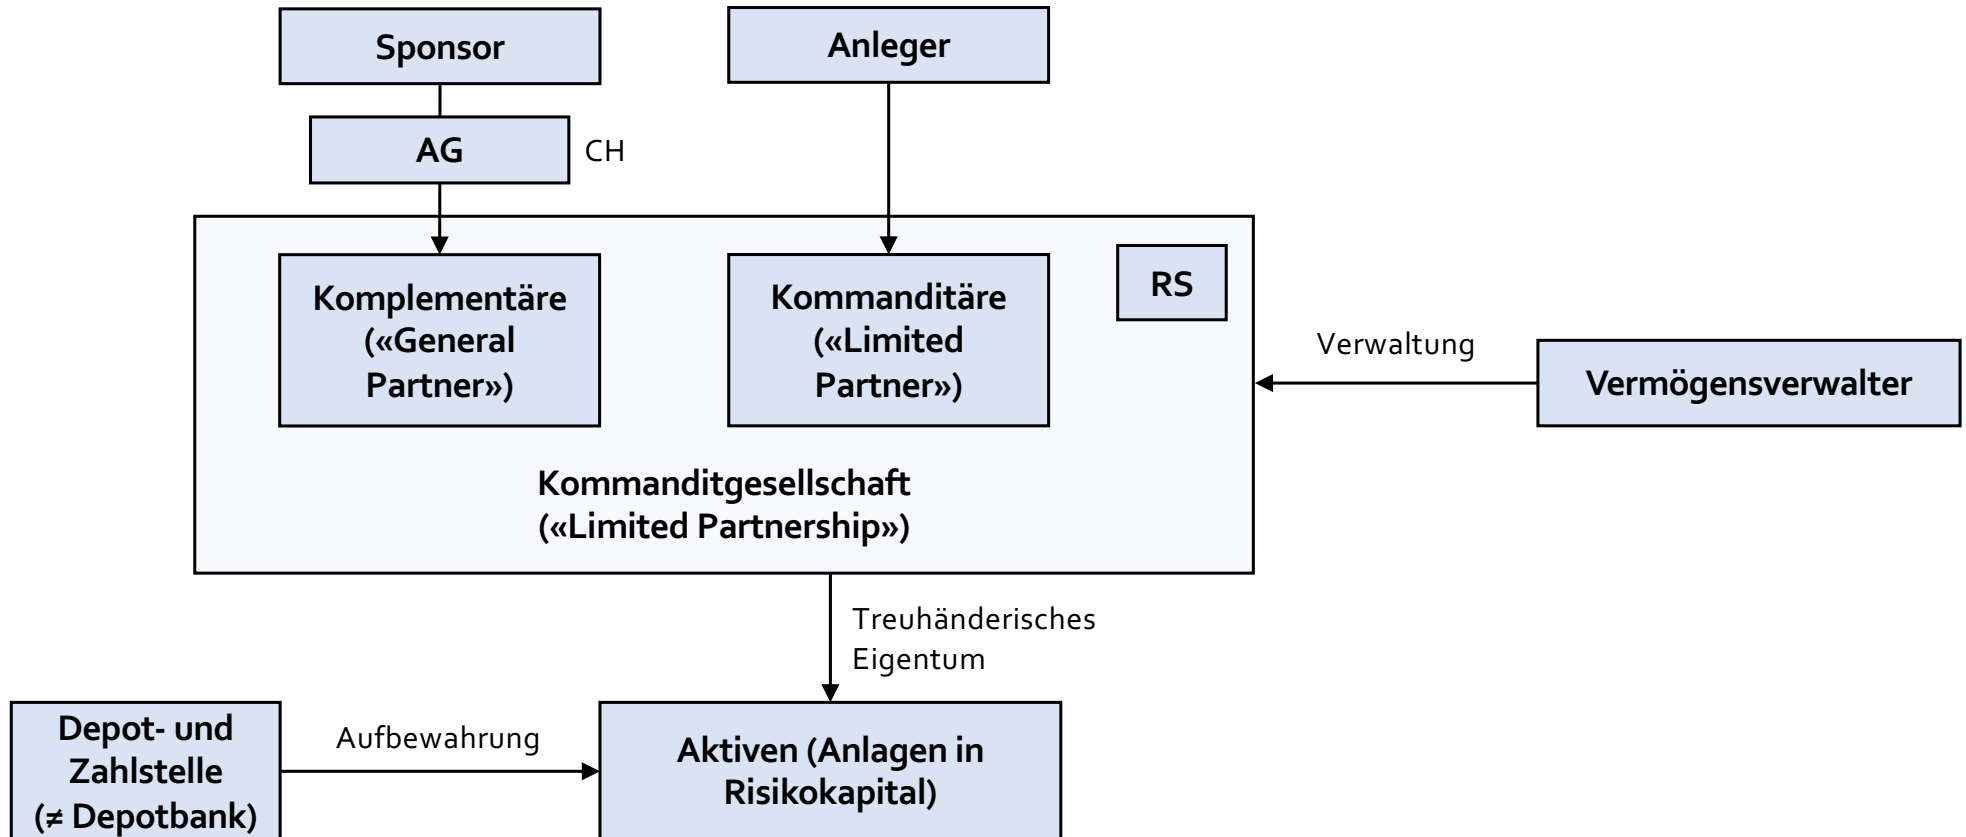 Sponsor
Anleger
AG
CH
Komplementäre
(«General
Partner»)
Kommanditäre
(«Limited
Partner»)
RS
Verwaltung
Vermögensverwalter
Kommanditgesellschaft
(«Limited Partnership»)
Treuhänderisches
Eigentum
Depot- und
Zahlstelle
(≠ Depotbank)
Aufbewahrung
Aktiven (Anlagen in
Risikokapital)